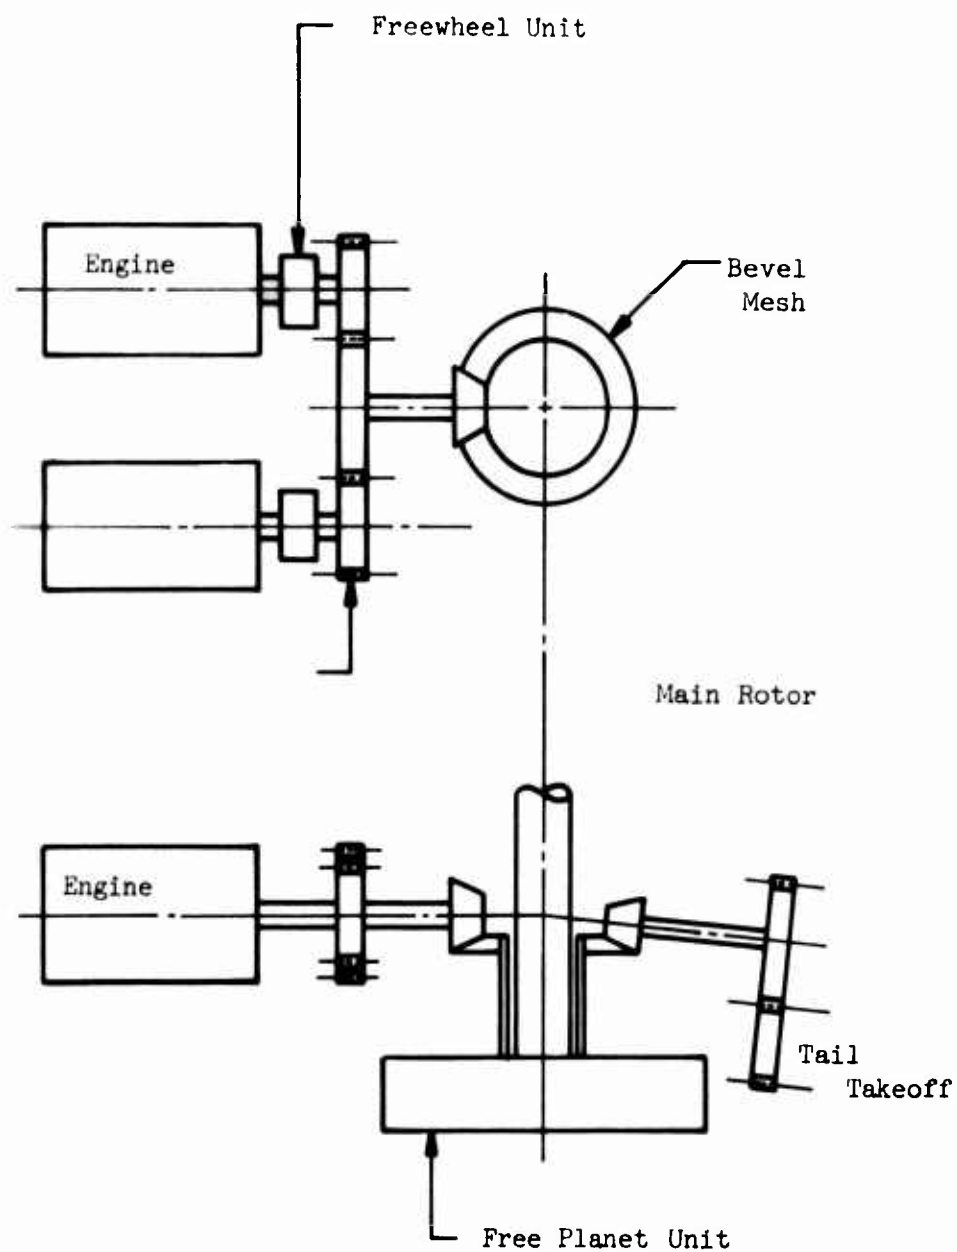 Freewheel Unit
Engine
Bevel
Mesh
Main Rotor
Engine
Tail
Takeoff
Free Planet Unit